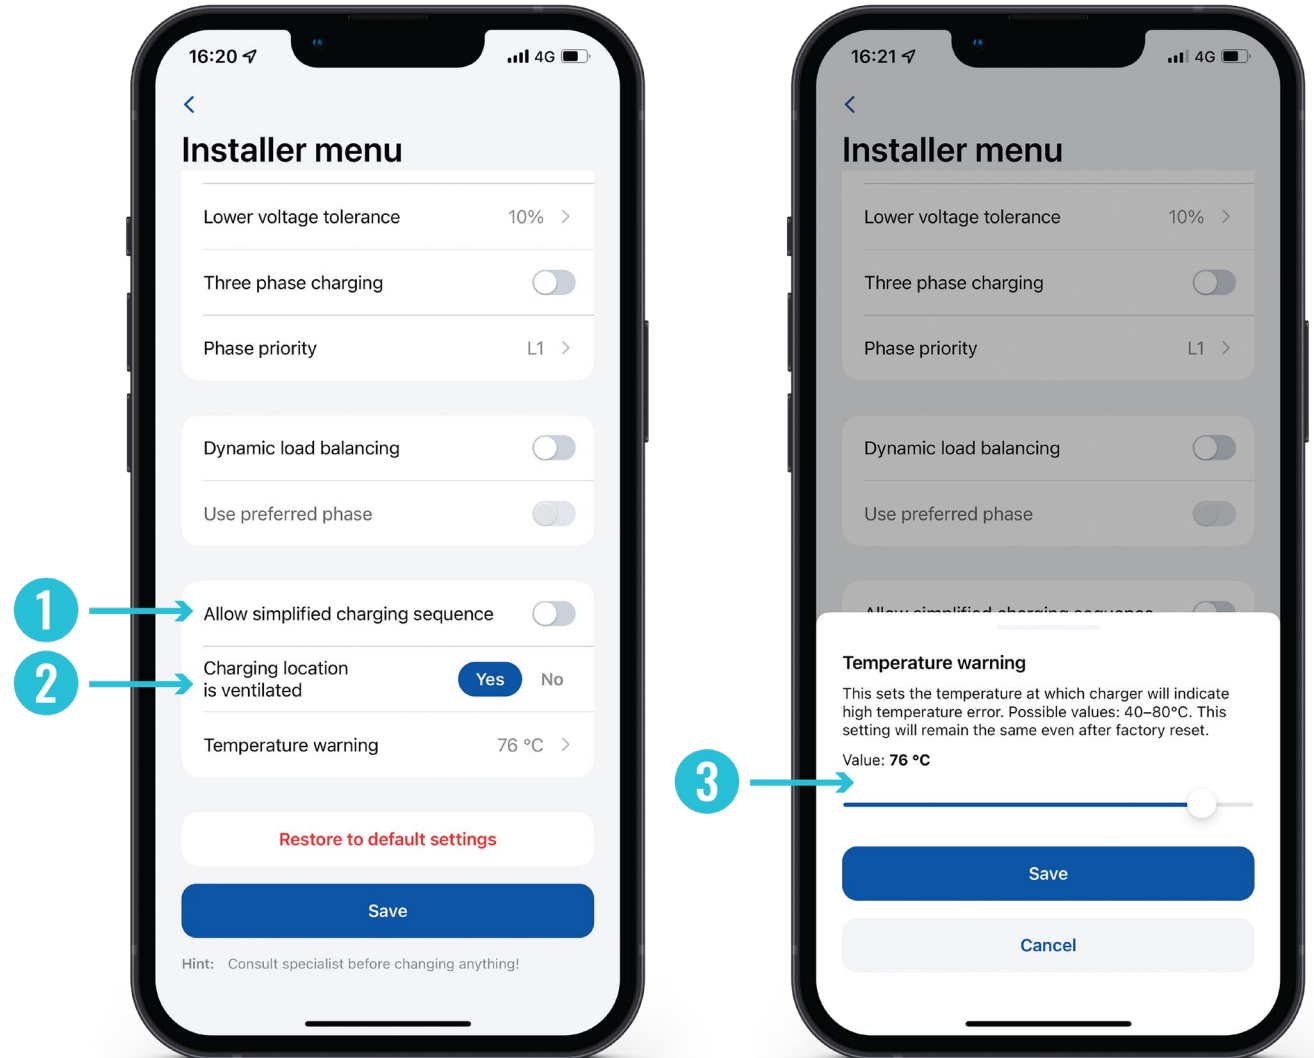 16:20
4G
Installer menu
Lower voltage tolerance 10%
Three phase charging
Phase priority L1
Dynamic load balancing
Use preferred phase
1
Allow simplified charging sequence
2
Charging location
is ventilated
Yes No
Temperature warning 76 °C
Restore to default settings
Save
Hint: Consult specialist before changing anything!
16:21
4G
Installer menu
Lower voltage tolerance 10%
Three phase charging
Phase priority L1
Dynamic load balancing
Use preferred phase
Allow simplified charging sequence
Temperature warning
This sets the temperature at which charger will indicate
high temperature error. Possible values: 40–80°C. This
setting will remain the same even after factory reset.
Value: 76 °C
3
Save
Cancel